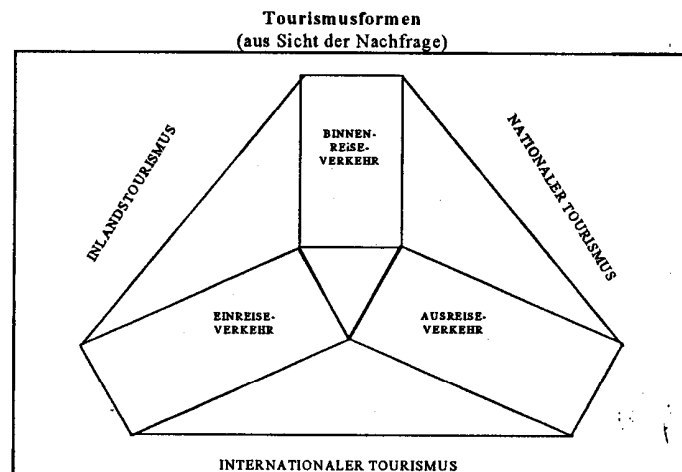 Tourismusformen
(aus Sicht der Nachfrage)
INLANDSTOURISMUS
BINNEN-
REISE-
VERKEHR
NATIONALER TOURISMUS
EINREISE-
VERKEHR
AUSREISE-
VERKEHR
INTERNATIONALER TOURISMUS